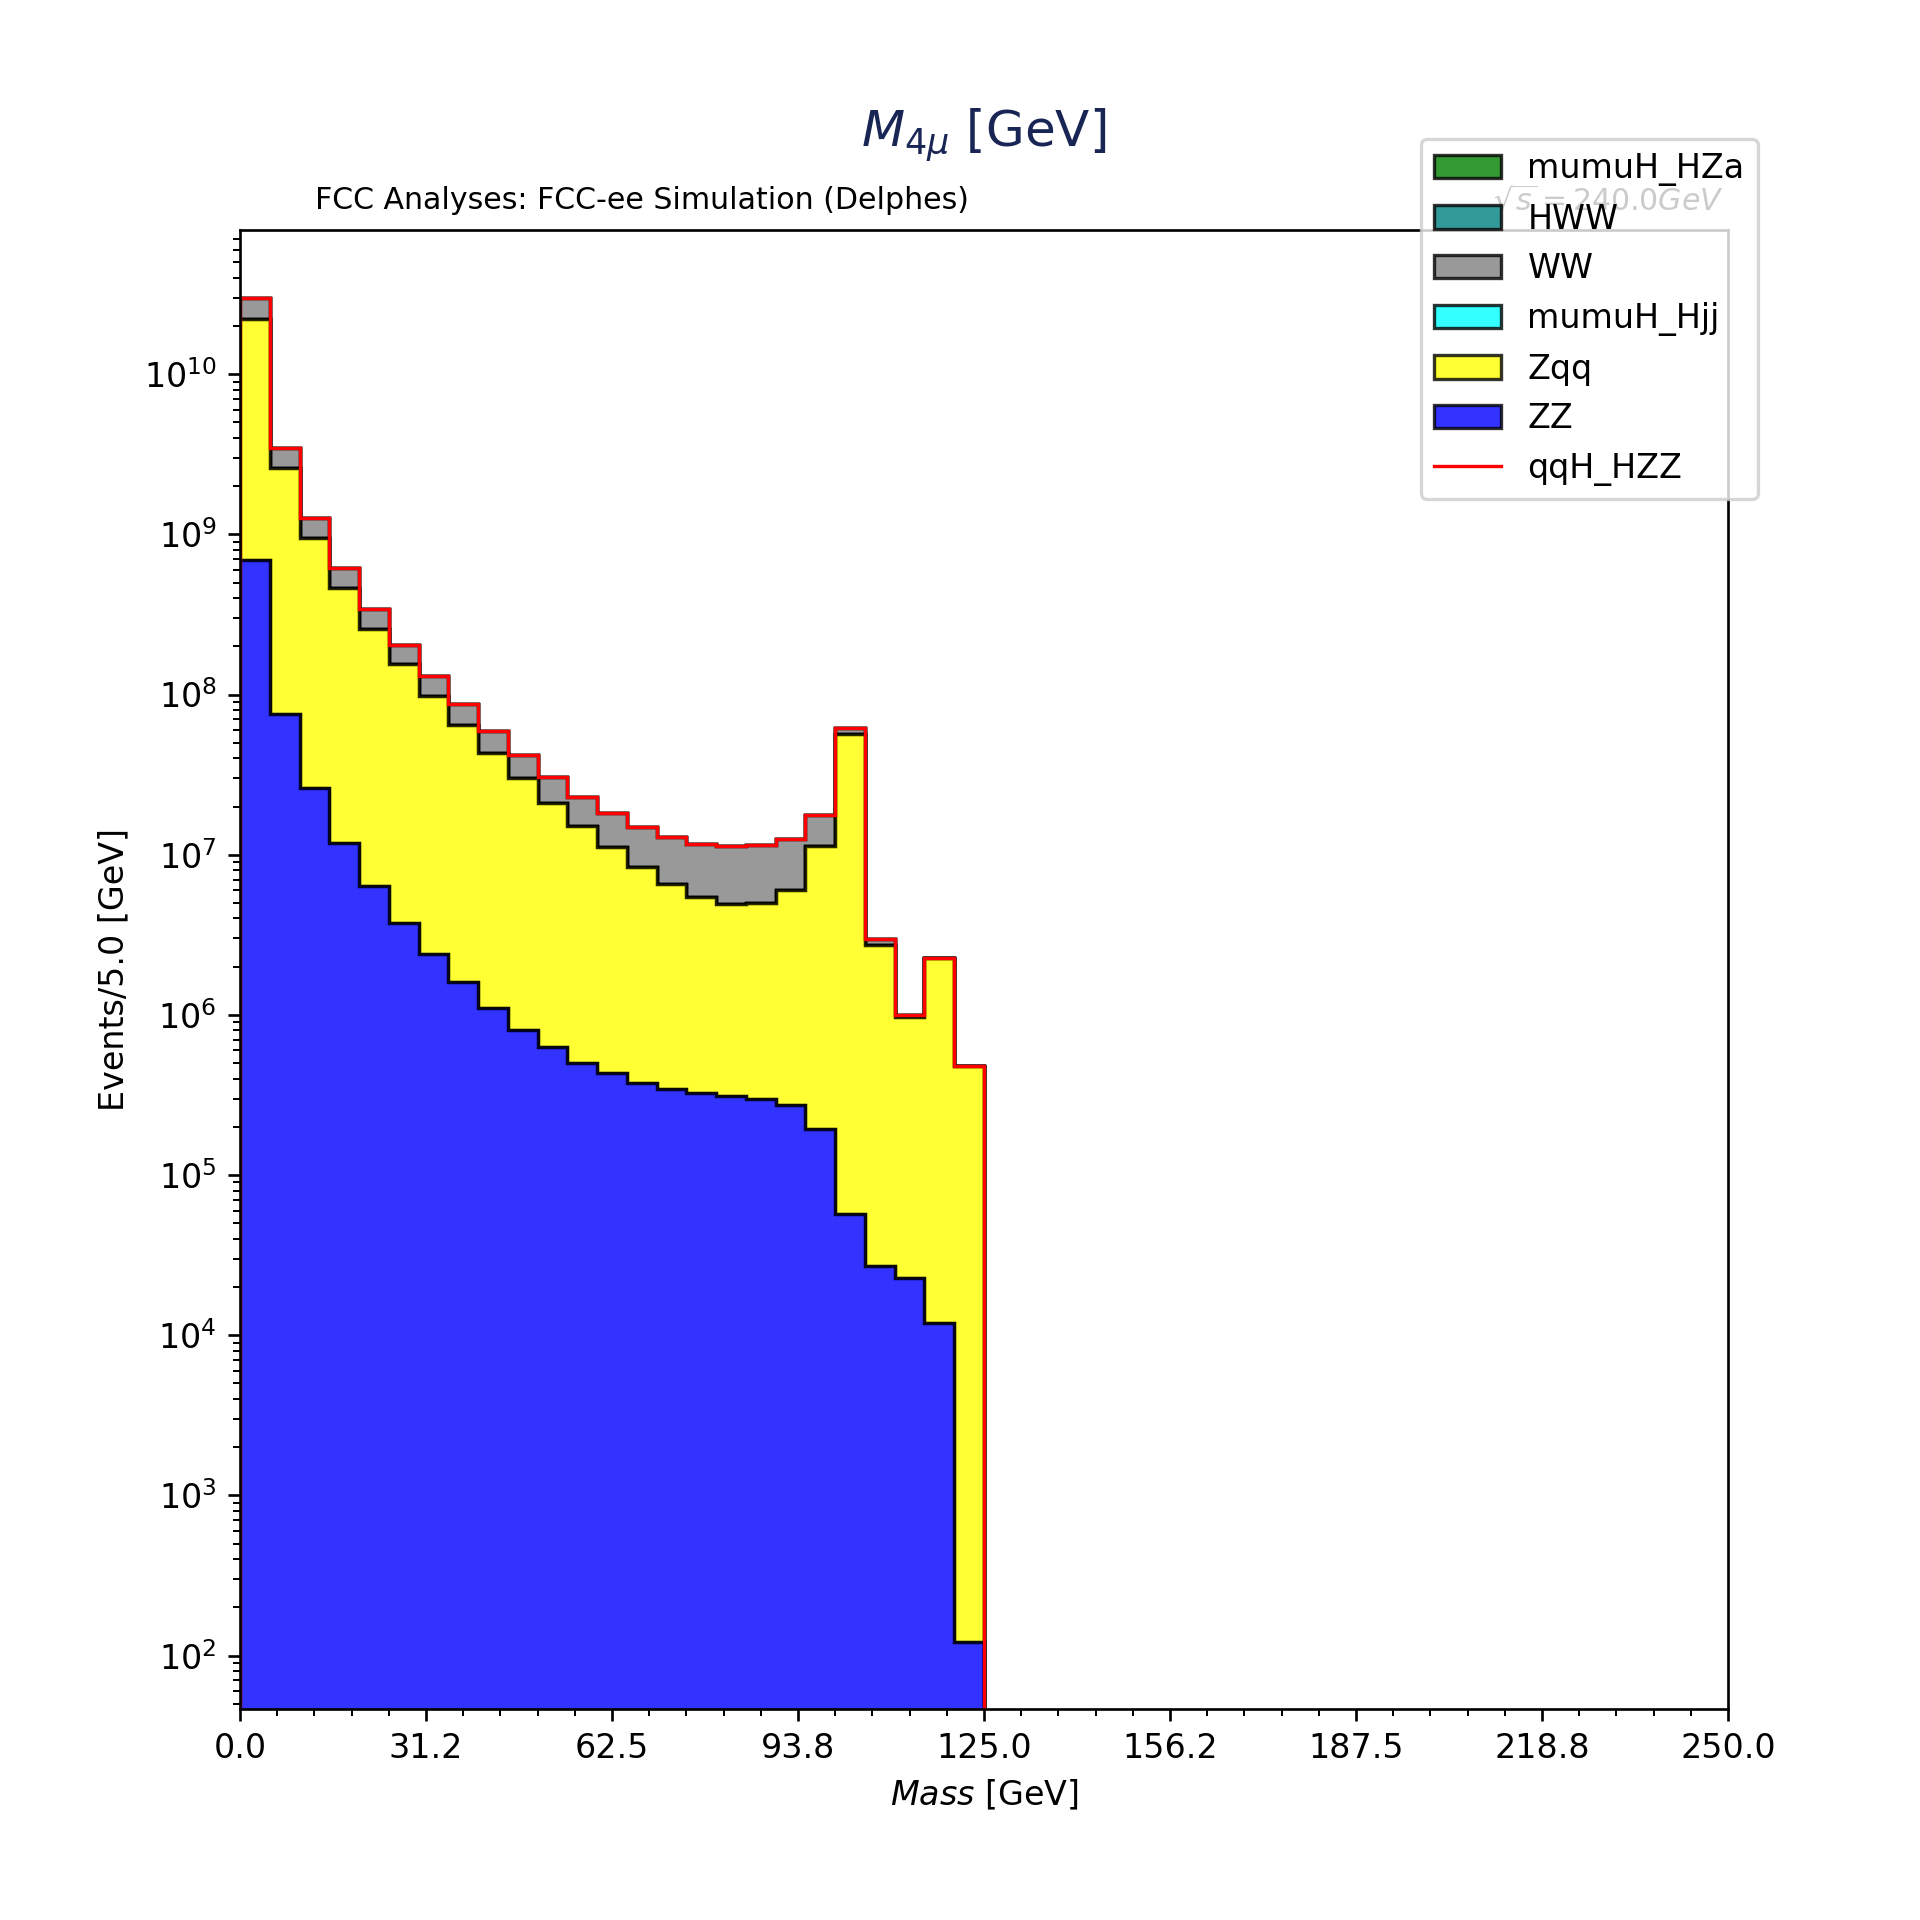 M4μ [GeV]
FCC Analyses: FCC-ee Simulation (Delphes)
√s = 240.0GeV
mumuH_HZa
HWW
WW
mumuH_Hjj
Zqq
ZZ
qqH_HZZ
Events/5.0 [GeV]
10^10
10^9
10^8
10^7
10^6
10^5
10^4
10^3
10^2
0.0 31.2 62.5 93.8 125.0 156.2 187.5 218.8 250.0
Mass [GeV]